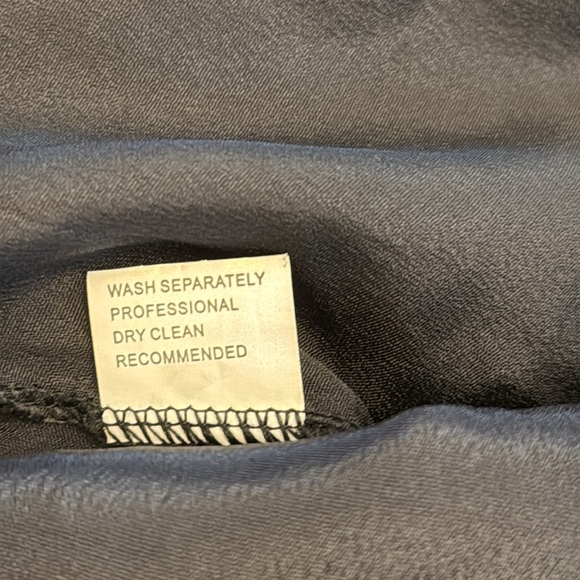 WASH SEPARATELY
PROFESSIONAL
DRY CLEAN
RECOMMENDED